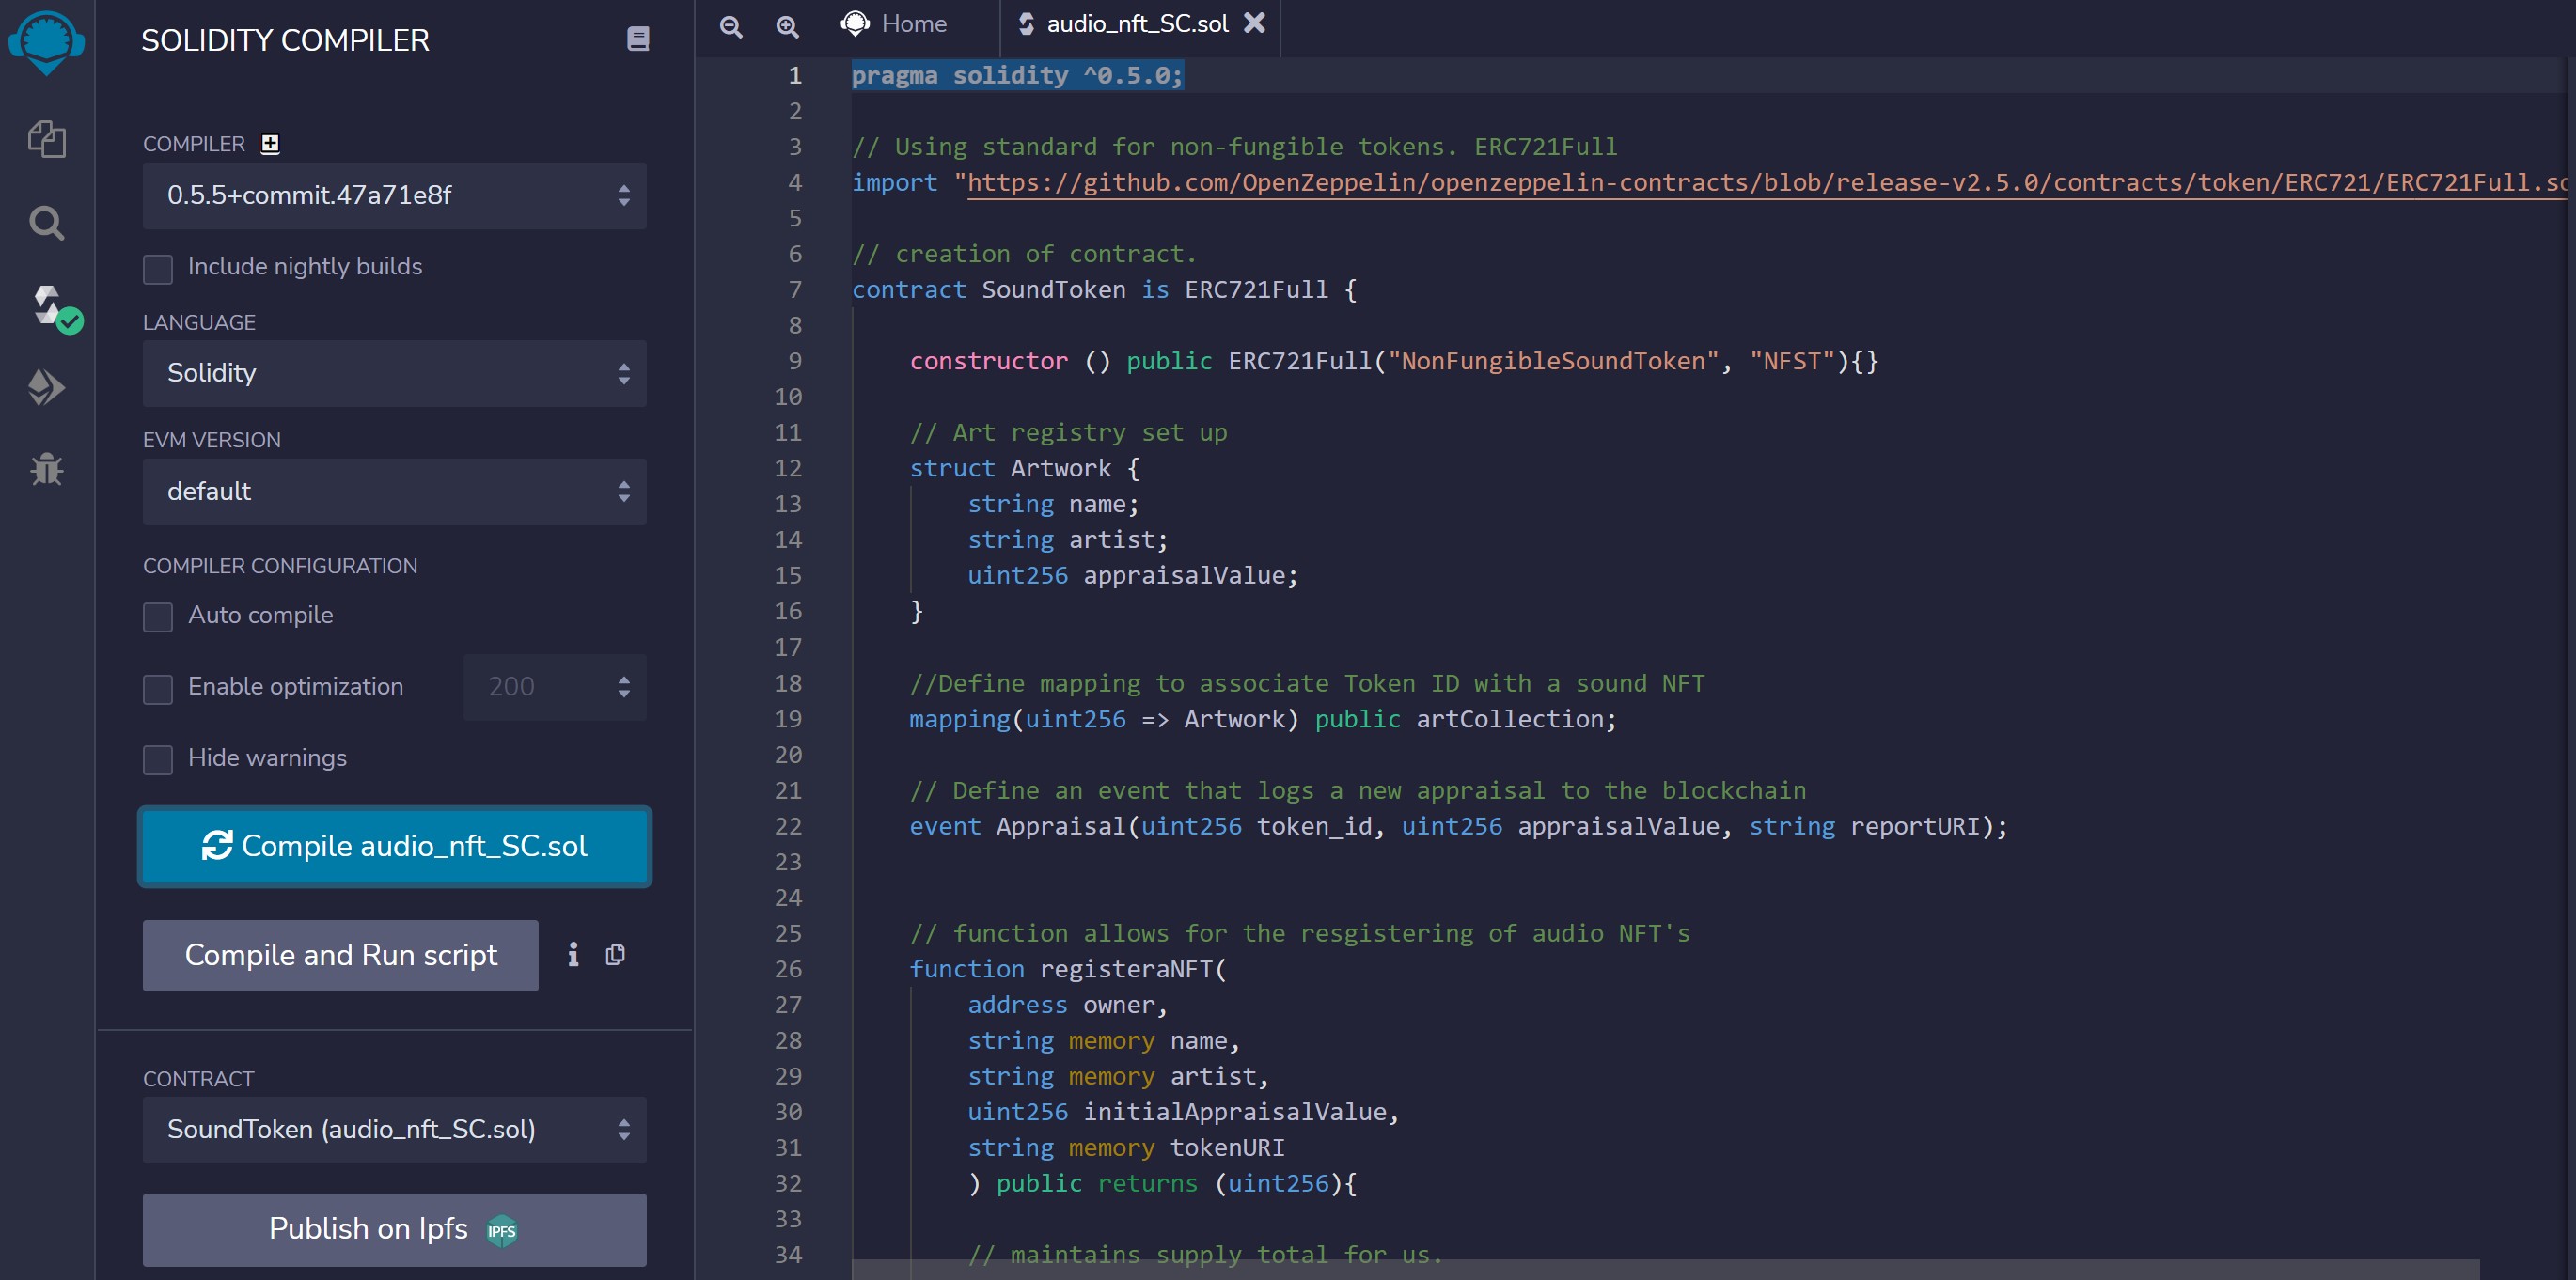 SOLIDITY COMPILER
COMPILER
0.5.5+commit.47a71e8f
Include nightly builds
LANGUAGE
Solidity
EVM VERSION
default
COMPILER CONFIGURATION
Auto compile
Enable optimization 200
Hide warnings
Compile audio_nft_SC.sol
Compile and Run script
CONTRACT
SoundToken (audio_nft_SC.sol)
Publish on Ipfs IPFS
Home audio_nft_SC.sol
1 pragma solidity ^0.5.0;
2
3 // Using standard for non-fungible tokens. ERC721Full
4 import "https://github.com/OpenZeppelin/openzeppelin-contracts/blob/release-v2.5.0/contracts/token/ERC721/ERC721Full.so
5
6 // creation of contract.
7 contract SoundToken is ERC721Full {
8
9 constructor () public ERC721Full("NonFungibleSoundToken", "NFST"){}
10
11 // Art registry set up
12 struct Artwork {
13 string name;
14 string artist;
15 uint256 appraisalValue;
16 }
17
18 //Define mapping to associate Token ID with a sound NFT
19 mapping(uint256 => Artwork) public artCollection;
20
21 // Define an event that logs a new appraisal to the blockchain
22 event Appraisal(uint256 token_id, uint256 appraisalValue, string reportURI);
23
24
25 // function allows for the resgistering of audio NFT's
26 function registeraNFT(
27 address owner,
28 string memory name,
29 string memory artist,
30 uint256 initialAppraisalValue,
31 string memory tokenURI
32 ) public returns (uint256){
33
34 // maintains supply total for us.